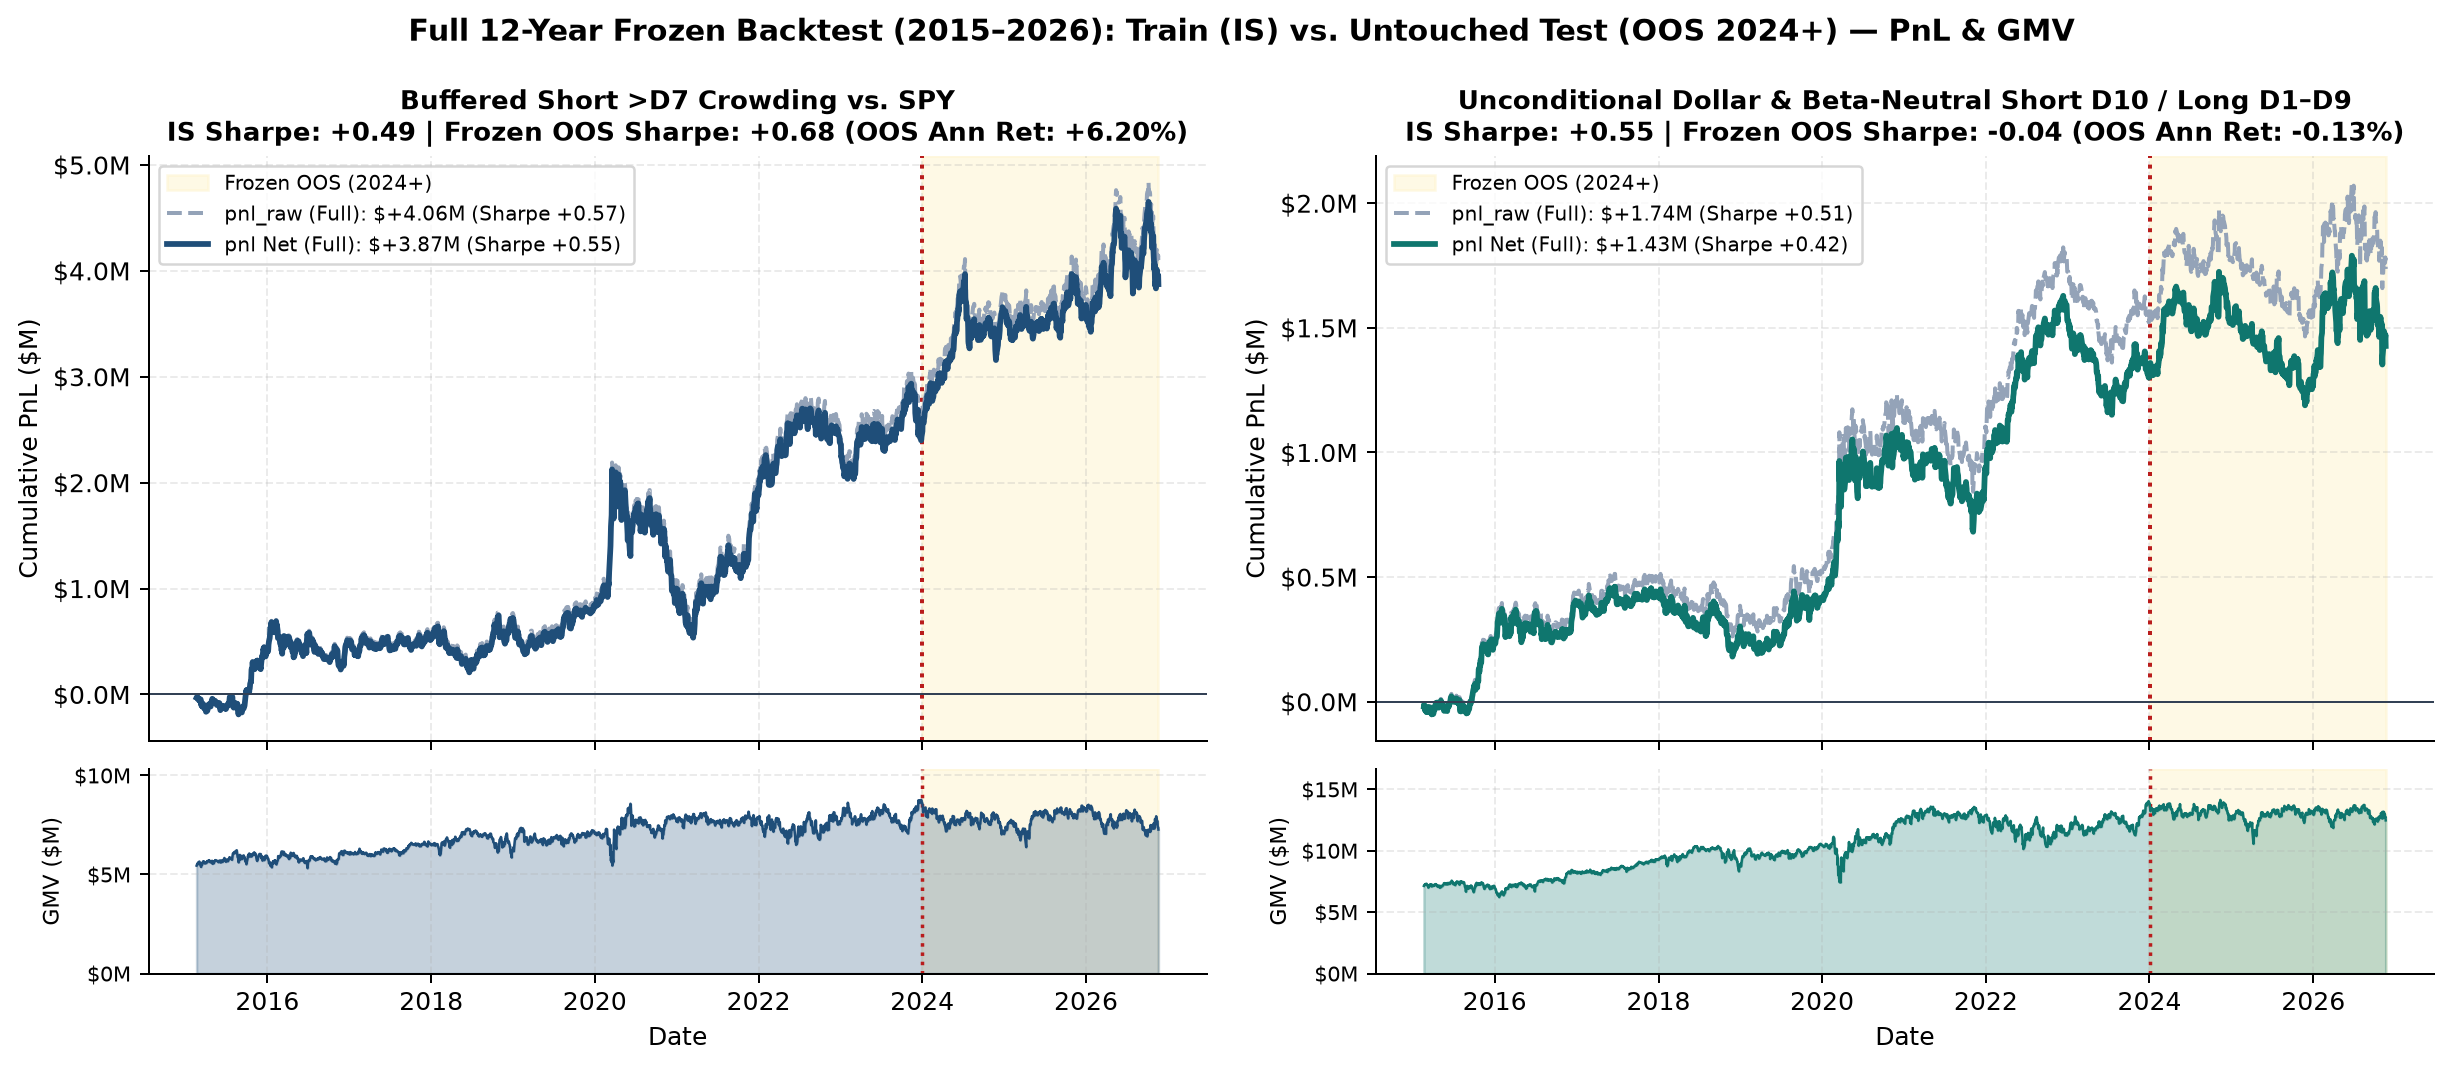 Full 12-Year Frozen Backtest (2015–2026): Train (IS) vs. Untouched Test (OOS 2024+) — PnL & GMV
Buffered Short >D7 Crowding vs. SPY
IS Sharpe: +0.49 | Frozen OOS Sharpe: +0.68 (OOS Ann Ret: +6.20%)
Cumulative PnL ($M)
$5.0M
$4.0M
$3.0M
$2.0M
$1.0M
$0.0M
Frozen OOS (2024+)
pnl_raw (Full): $+4.06M (Sharpe +0.57)
pnl Net (Full): $+3.87M (Sharpe +0.55)
GMV ($M)
$10M
$5M
$0M
2016
2018
2020
2022
2024
2026
Date
Unconditional Dollar & Beta-Neutral Short D10 / Long D1–D9
IS Sharpe: +0.55 | Frozen OOS Sharpe: -0.04 (OOS Ann Ret: -0.13%)
Cumulative PnL ($M)
$2.0M
$1.5M
$1.0M
$0.5M
$0.0M
Frozen OOS (2024+)
pnl_raw (Full): $+1.74M (Sharpe +0.51)
pnl Net (Full): $+1.43M (Sharpe +0.42)
GMV ($M)
$15M
$10M
$5M
$0M
2016
2018
2020
2022
2024
2026
Date